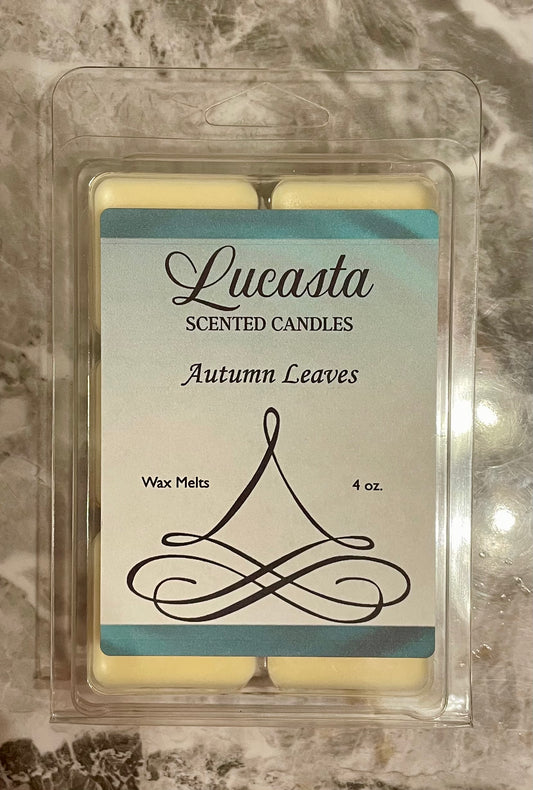 Lucasta
SCENTED CANDLES
Autumn Leaves
Wax Melts 4 oz.